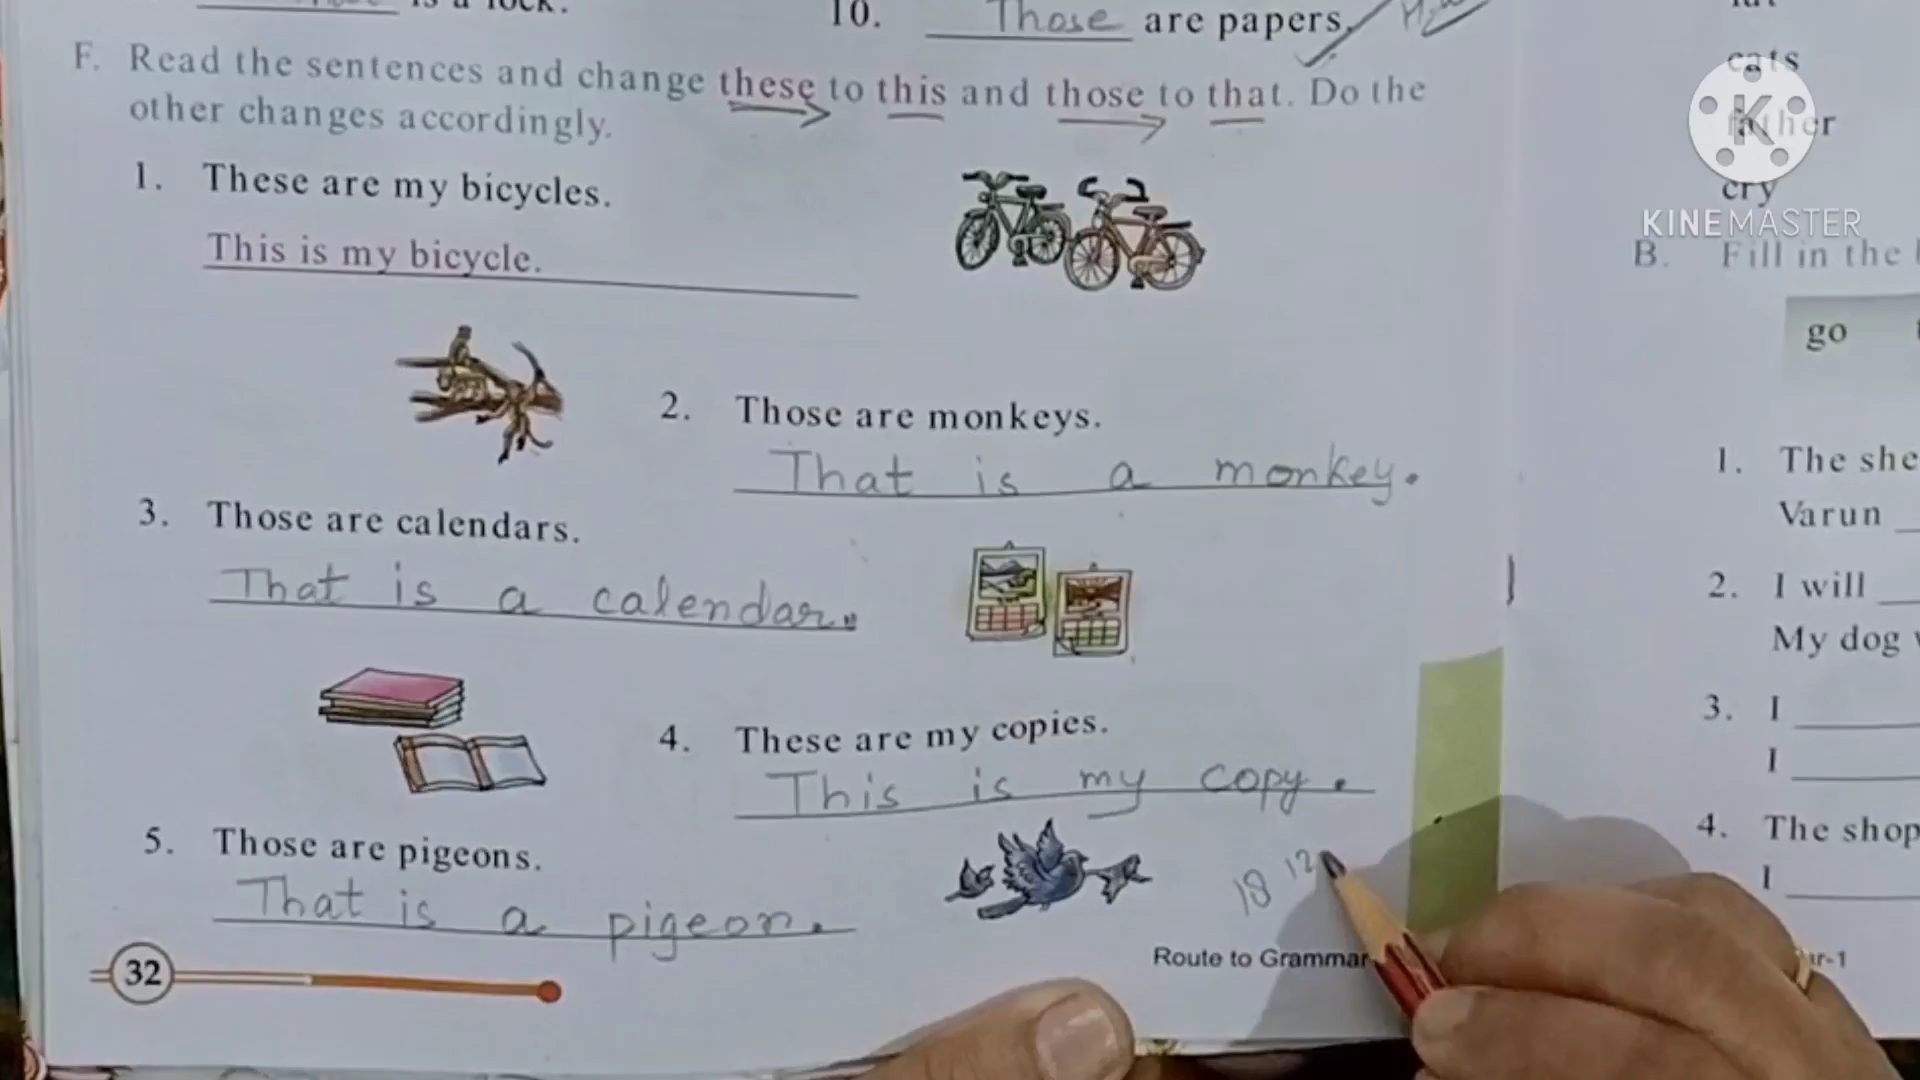 is a lock.
10. Those are papers.
F. Read the sentences and change these to this and those to that. Do the
other changes accordingly.
1. These are my bicycles.
This is my bicycle.
2. Those are monkeys.
That is a monkey.
3. Those are calendars.
That is a calendar.
4. These are my copies.
This is my copy.
5. Those are pigeons.
That is a pigeon.
18 12
32
Route to Grammar
cats
father
cry
K
KINEMASTER
B. Fill in the
go
1. The she
Varun
2. I will
My dog
3. I
I
4. The shop
I
r-1